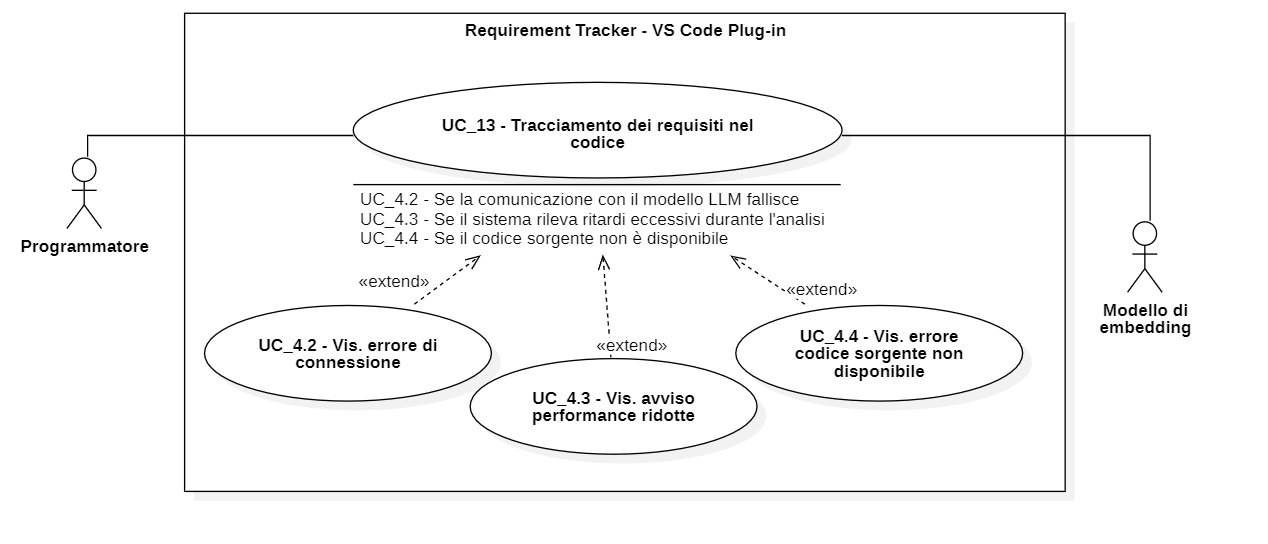 Requirement Tracker - VS Code Plug-in
UC_13 - Tracciamento dei requisiti nel
codice
UC_4.2 - Se la comunicazione con il modello LLM fallisce
UC_4.3 - Se il sistema rileva ritardi eccessivi durante l'analisi
UC_4.4 - Se il codice sorgente non è disponibile
Programmatore
Modello di
embedding
«extend»
«extend»
«extend»
UC_4.2 - Vis. errore di
connessione
UC_4.3 - Vis. avviso
performance ridotte
UC_4.4 - Vis. errore
codice sorgente non
disponibile